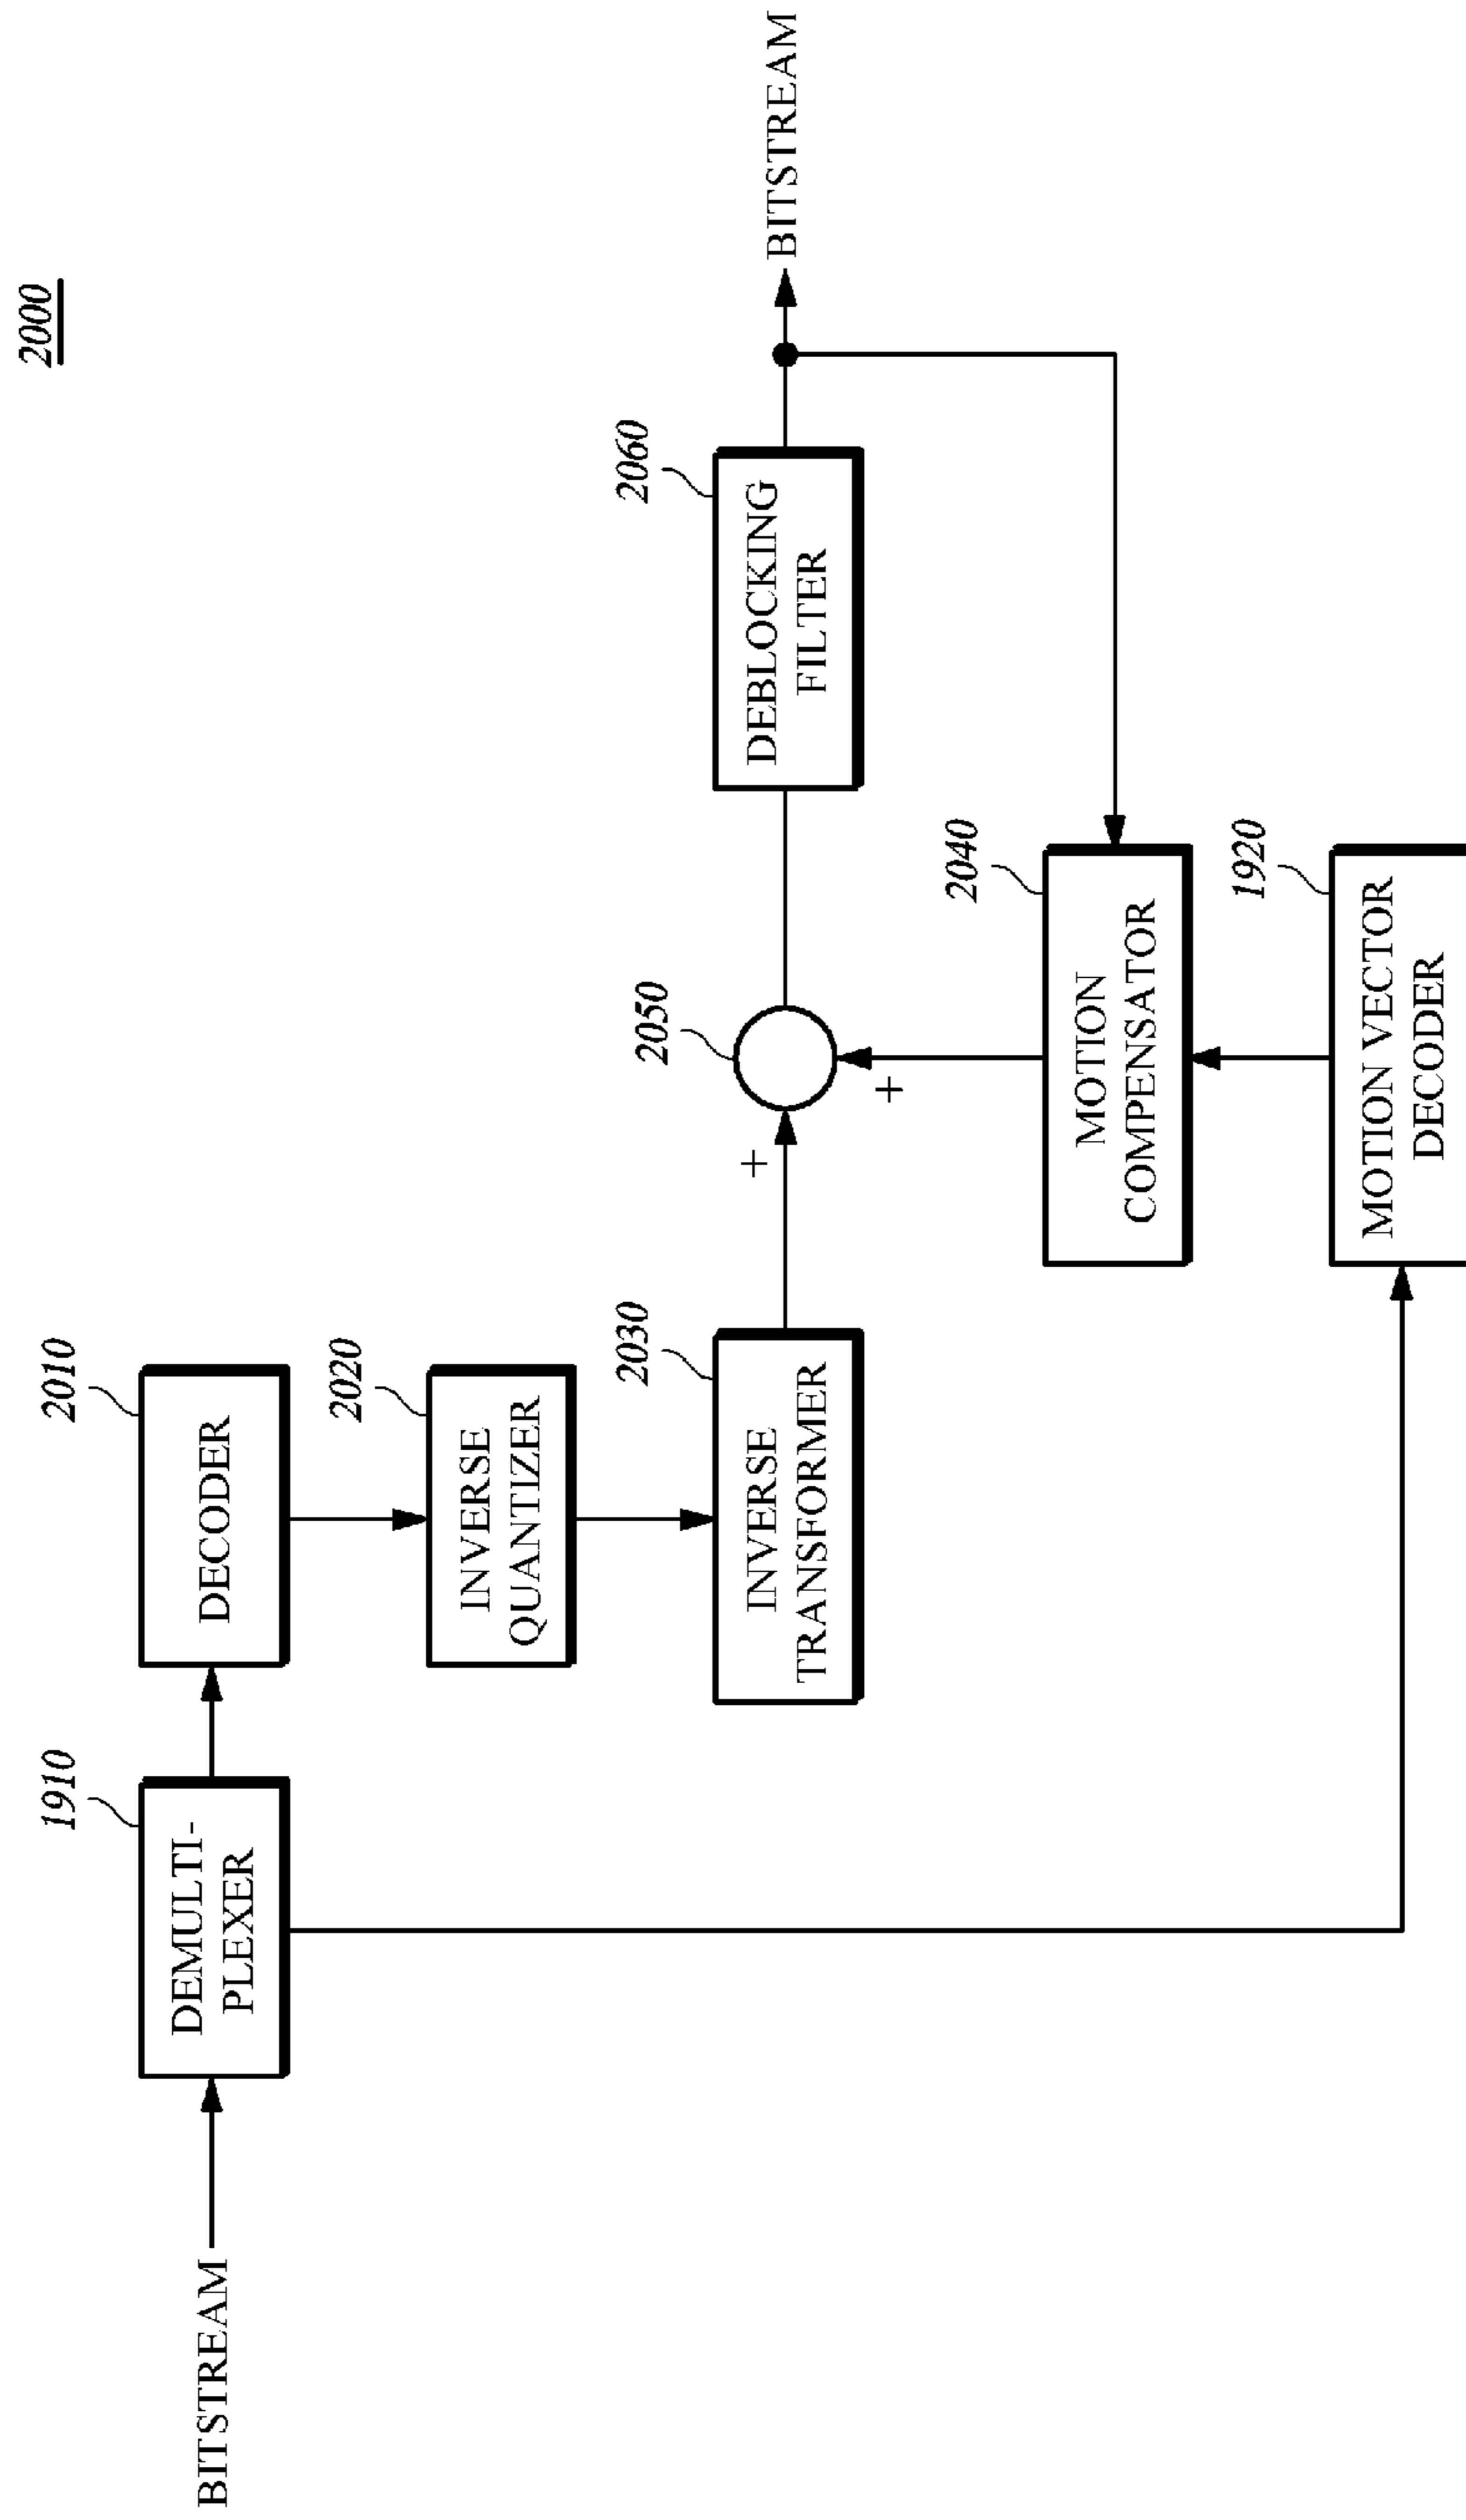 2000
BITSTREAM
1910
DEMULTI-
PLEXER
2010
DECODER
2020
INVERSE
QUANTIZER
2030
INVERSE
TRANSFORMER
+
+
2050
2060
DEBLOCKING
FILTER
BITSTREAM
2040
MOTION
COMPENSATOR
1920
MOTION VECTOR
DECODER